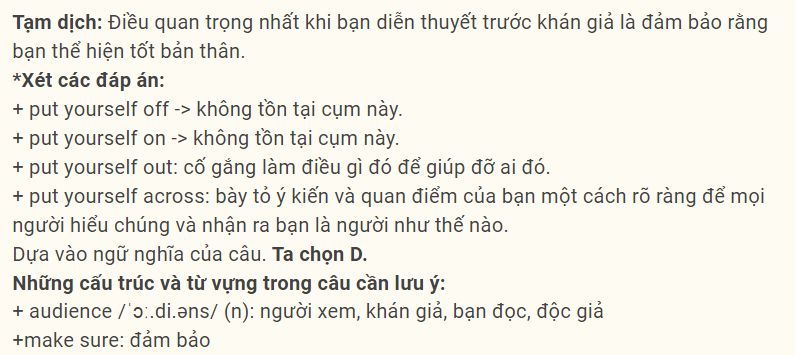 Tạm dịch: Điều quan trọng nhất khi bạn diễn thuyết trước khán giả là đảm bảo rằng
bạn thể hiện tốt bản thân.
*Xét các đáp án:
+ put yourself off -> không tồn tại cụm này.
+ put yourself on -> không tồn tại cụm này.
+ put yourself out: cố gắng làm điều gì đó để giúp đỡ ai đó.
+ put yourself across: bày tỏ ý kiến và quan điểm của bạn một cách rõ ràng để mọi
người hiểu chúng và nhận ra bạn là người như thế nào.
Dựa vào ngữ nghĩa của câu. Ta chọn D.
Những cấu trúc và từ vựng trong câu cần lưu ý:
+ audience /ˈɔː.di.əns/ (n): người xem, khán giả, bạn đọc, độc giả
+make sure: đảm bảo